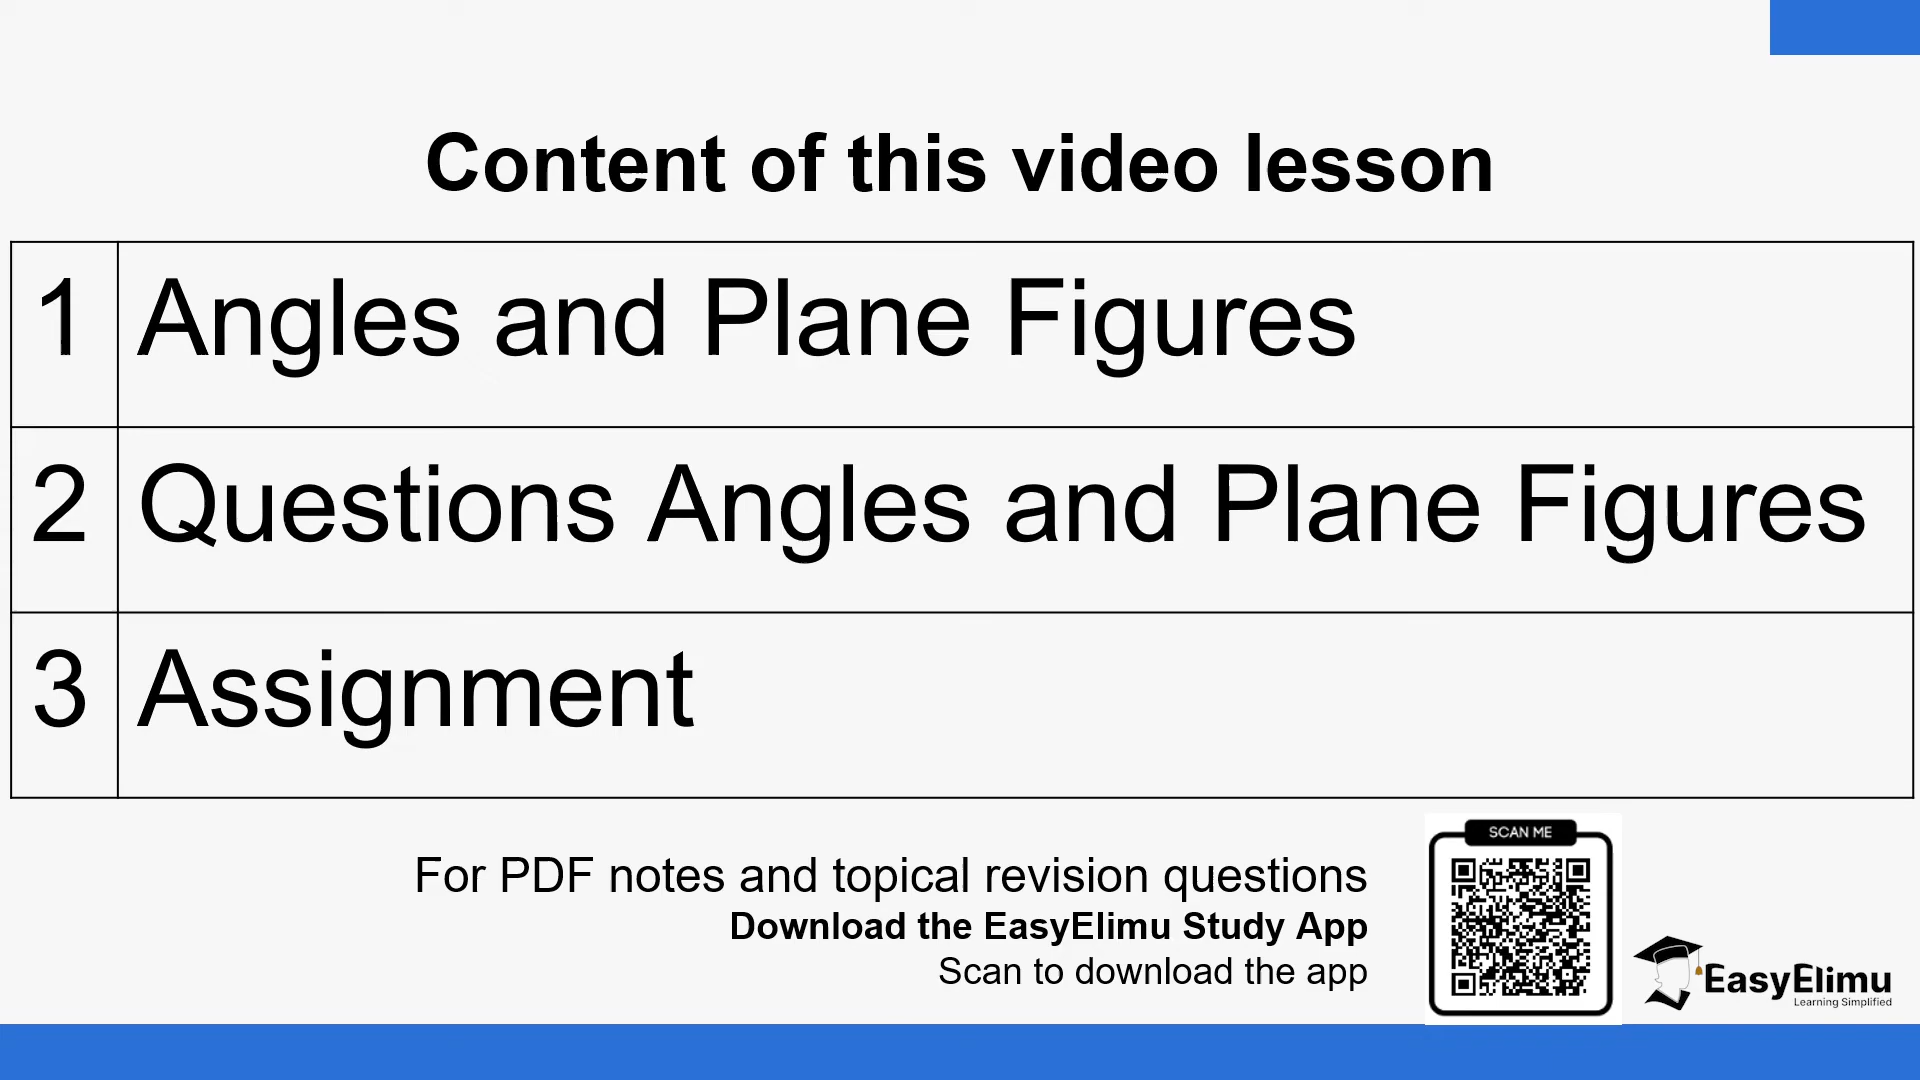 Content of this video lesson
1 Angles and Plane Figures
2 Questions Angles and Plane Figures
3 Assignment
For PDF notes and topical revision questions
Download the EasyElimu Study App
Scan to download the app
SCAN ME
EasyElimu
Learning Simplified